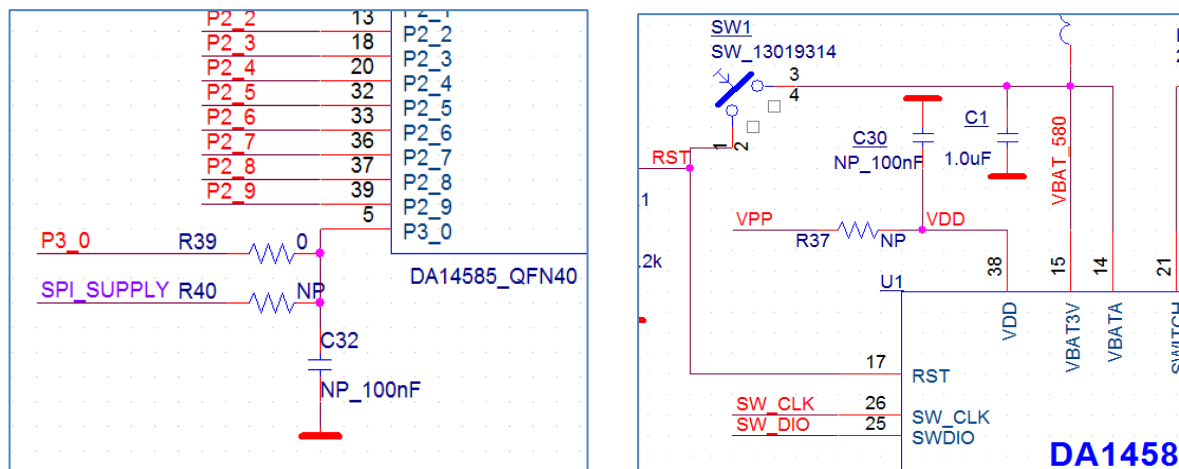 P2_2 13 P2_1
P2_3 18 P2_2
P2_4 20 P2_3
P2_5 32 P2_4
P2_6 33 P2_5
P2_7 36 P2_6
P2_8 37 P2_7
P2_9 39 P2_8
5 P2_9
P3_0
P3_0 R39 0
DA14585_QFN40
SPI_SUPPLY R40 NP
C32
NP_100nF
SW1
SW_13019314
3
4
C30 C1
1 2
RST NP_100nF 1.0uF
VBAT_580
VPP VDD
R37 NP
.2k
38 15 14 21
U1
VDD VBAT3V VBATA SWITCH
17 RST
SW_CLK 26 SW_CLK
SW_DIO 25 SWDIO
DA1458